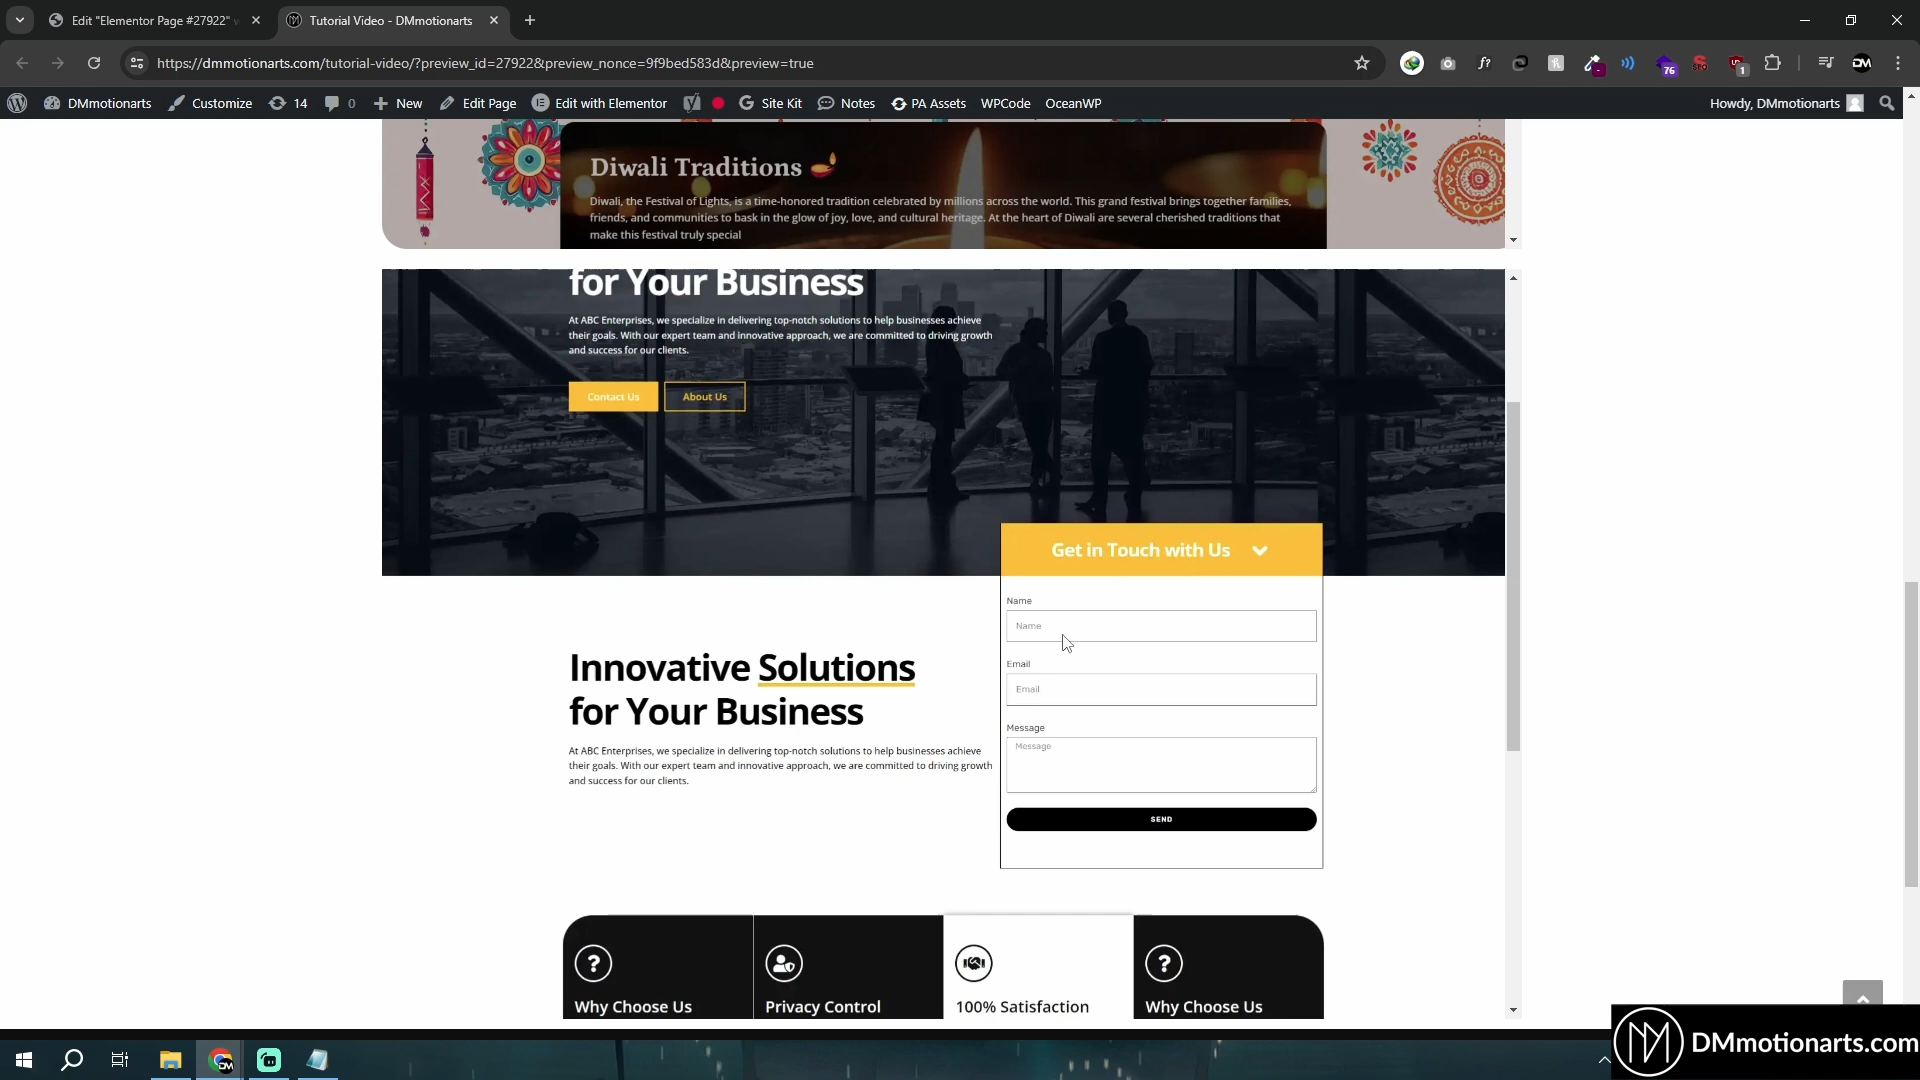 Edit "Elementor Page #27922" w
Tutorial Video - DMmotionarts
https://dmmotionarts.com/tutorial-video/?preview_id=27922&preview_nonce=9f9bed583d&preview=true
76
1
DM
DMmotionarts
Customize
14
0
New
Edit Page
Edit with Elementor
Site Kit
Notes
PA Assets
WPCode
OceanWP
Howdy, DMmotionarts
Diwali Traditions
Diwali, the Festival of Lights, is a time-honored tradition celebrated by millions across the world. This grand festival brings together families,
friends, and communities to bask in the glow of joy, love, and cultural heritage. At the heart of Diwali are several cherished traditions that
make this festival truly special
for Your Business
At ABC Enterprises, we specialize in delivering top-notch solutions to help businesses achieve
their goals. With our expert team and innovative approach, we are committed to driving growth
and success for our clients.
Contact Us
About Us
Get in Touch with Us
Name
Name
Email
Email
Message
Message
SEND
Innovative Solutions
for Your Business
At ABC Enterprises, we specialize in delivering top-notch solutions to help businesses achieve
their goals. With our expert team and innovative approach, we are committed to driving growth
and success for our clients.
Why Choose Us
Privacy Control
100% Satisfaction
Why Choose Us
DMmotionarts.com